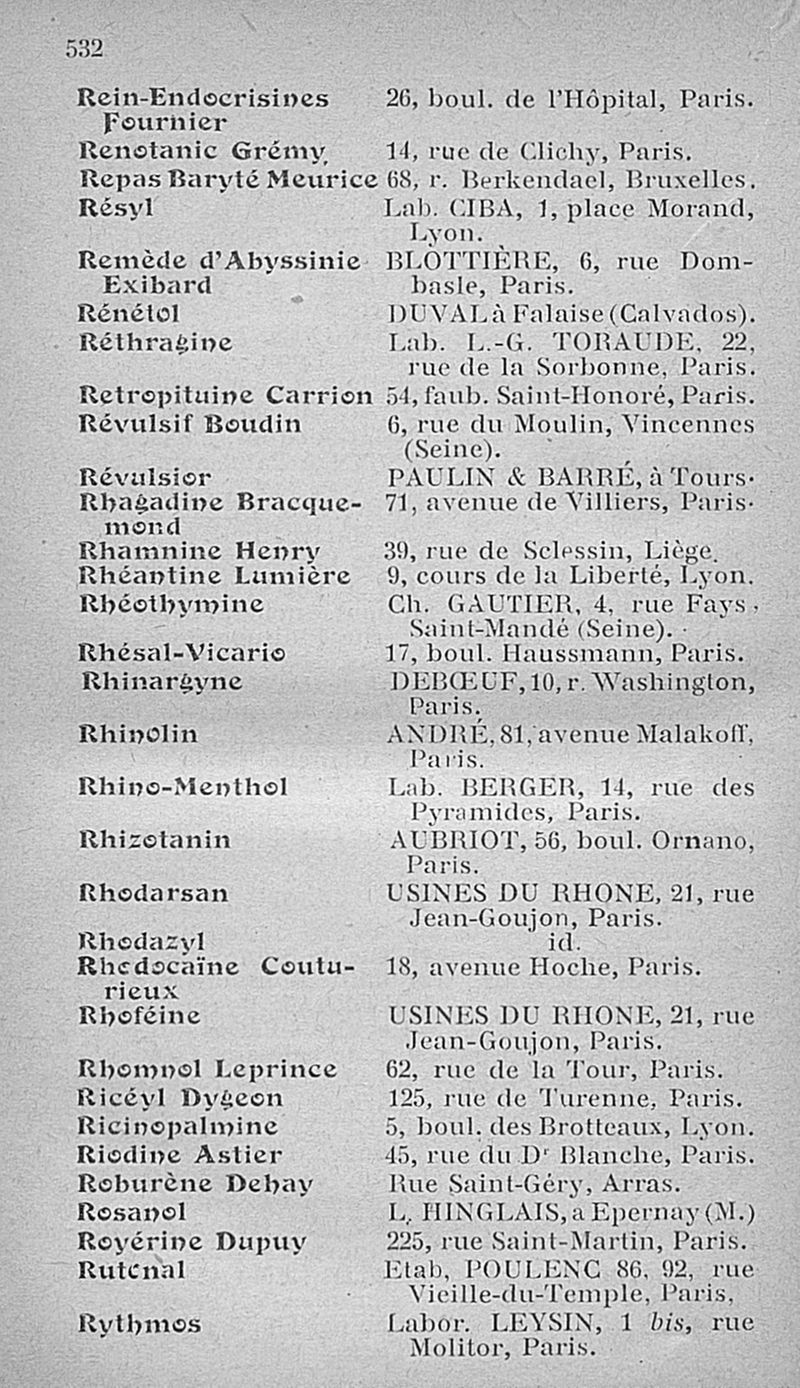 532
Rein-Endocrisines 26, boul. de l'Hôpital, Paris.
Fournier
Renotanic Grémy 14, rue de Clichy, Paris.
Repas Baryté Meurice 68, r. Berkendael, Bruxelles.
Résyl Lab. CIBA, 1, place Morand,
Lyon.
Remède d'Abyssinie BLOTTIÈRE, 6, rue Dom-
Exibard basle, Paris.
Rénétol DUVAL à Falaise (Calvados).
Réthragine Lab. L.-G. TORAUDE, 22,
rue de la Sorbonne, Paris.
Retropituine Carrion 54, faub. Saint-Honoré, Paris.
Révulsif Boudin 6, rue du Moulin, Vincennes
(Seine).
Révulsior PAULIN & BARRÉ, à Tours.
Rhagadine Bracque- 71, avenue de Villiers, Paris.
mond
Rhamnine Henry 39, rue de Sclessin, Liège.
Rhéantine Lumière 9, cours de la Liberté, Lyon.
Rhéothymine Ch. GAUTIER, 4, rue Fays,
Saint-Mandé (Seine).
Rhésal-Vicario 17, boul. Haussmann, Paris.
Rhinargyne DEBŒUF, 10, r. Washington,
Paris.
Rhinolin ANDRÉ, 81, avenue Malakoff,
Paris.
Rhino-Menthol Lab. BERGER, 14, rue des
Pyramides, Paris.
Rhizotanin AUBRIOT, 56, boul. Ornano,
Paris.
Rhodarsan USINES DU RHONE, 21, rue
Jean-Goujon, Paris.
Rhodazyl id.
Rhodocaïne Coutu- 18, avenue Hoche, Paris.
rieux
Rhoféine USINES DU RHONE, 21, rue
Jean-Goujon, Paris.
Rhomnol Leprince 62, rue de la Tour, Paris.
Ricéyl Dygeon 125, rue de Turenne, Paris.
Ricinopalmine 5, boul. des Brotteaux, Lyon.
Riodine Astier 45, rue du Dr Blanche, Paris.
Roburène Debay Rue Saint-Géry, Arras.
Rosanol L. HINGLAIS, a Epernay (M.)
Royérine Dupuy 225, rue Saint-Martin, Paris.
Rutonal Etab, POULENC 86, 92, rue
Vieille-du-Temple, Paris,
Rythmos Labor. LEYSIN, 1 bis, rue
Molitor, Paris.